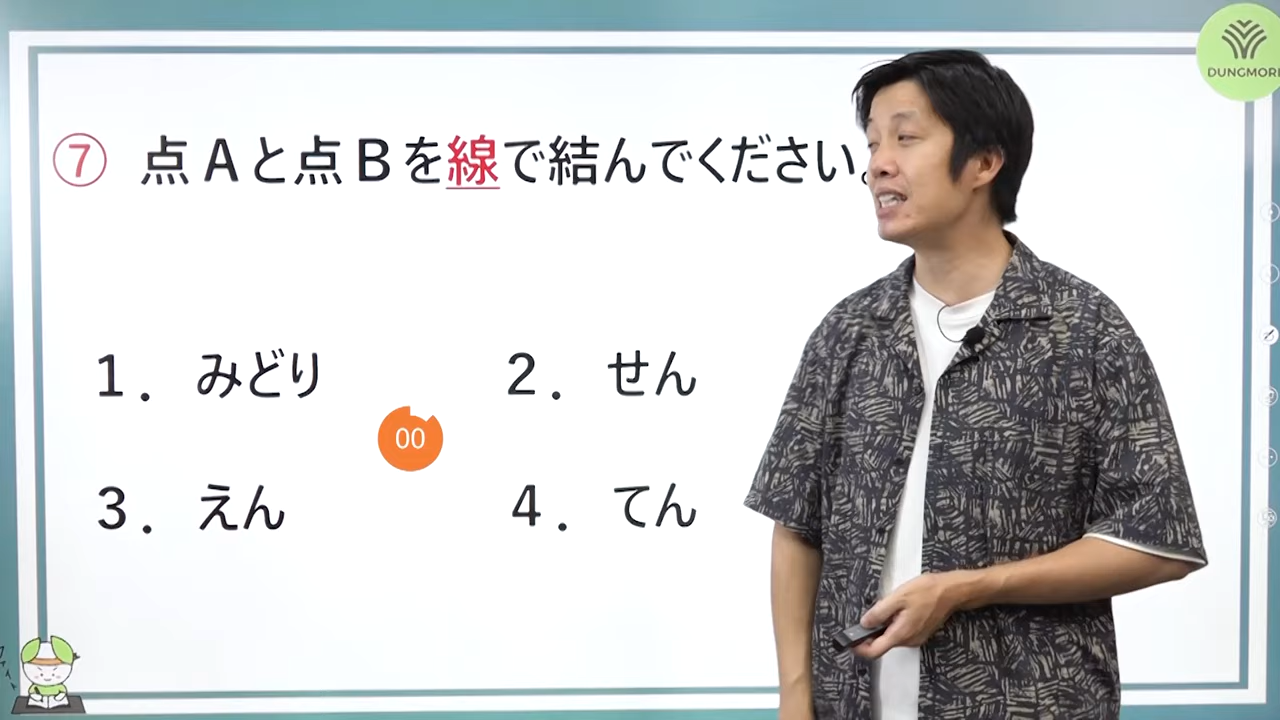 DUNGMORI
⑦ 点Aと点Bを線で結んでください。
1. みどり
2. せん
00
3. えん
4. てん